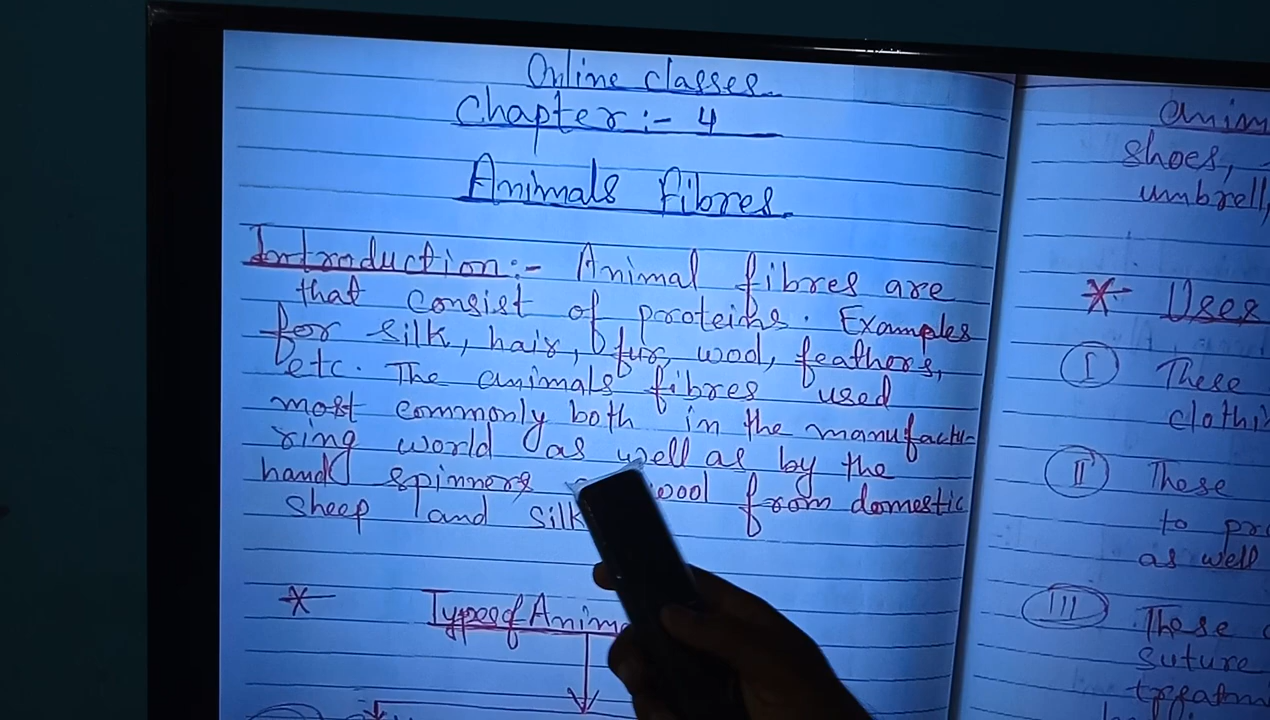 Online classes
Chapter :- 4
Animals Fibres
Introduction:- Animal fibres are
that consist of proteins. Examples
for silk, hair, fur, wool, feathers,
etc. The animals fibres used
most commonly both in the manufactu-
ring world as well as by the
hand spinners wool from domestic
sheep and silk
Types of Anim
anim
shoes,
umbrell
Uses
I These
clothi
II These
to pro
as well
III These
suture
treatm